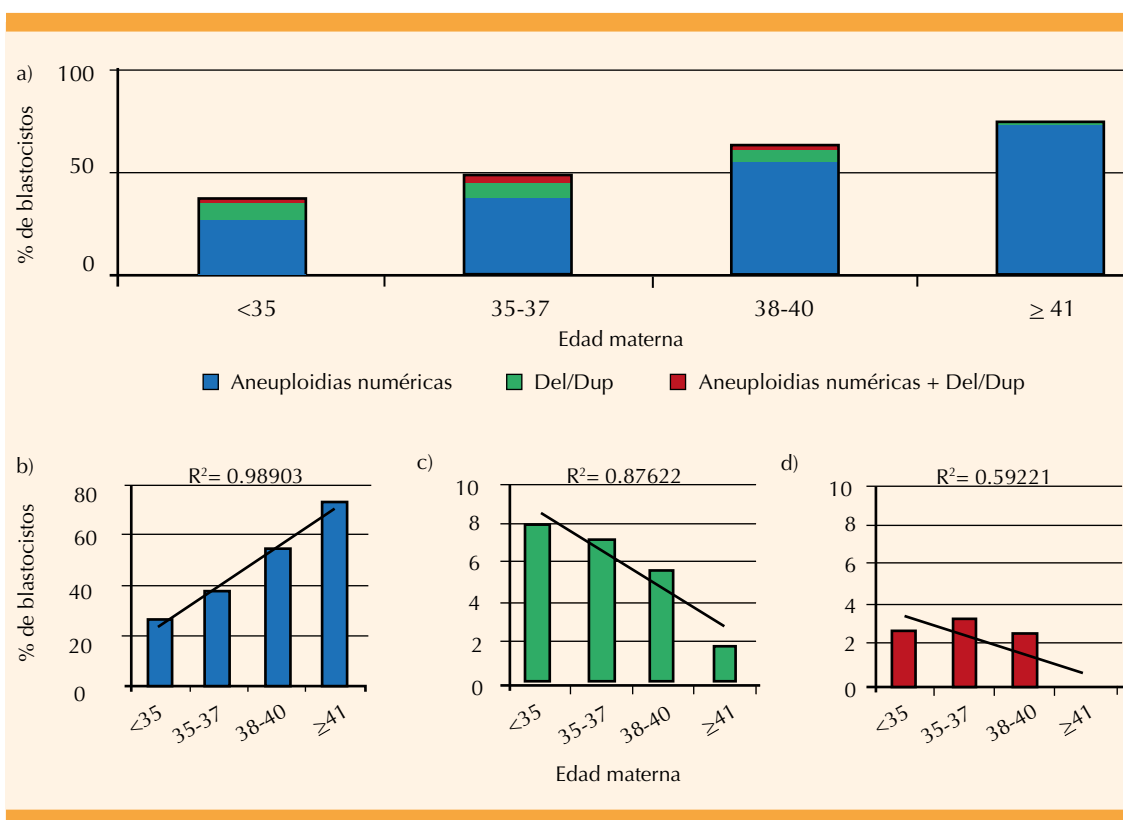 a)
100
50
0
% de blastocistos
<35 35-37 38-40 ≥ 41
Edad materna
Aneuploidias numéricas Del/Dup Aneuploidias numéricas + Del/Dup
b)
R²= 0.98903
80
60
40
20
0
% de blastocistos
<35 35-37 38-40 ≥41
c)
R²= 0.87622
10
8
6
4
2
0
<35 35-37 38-40 ≥41
Edad materna
d)
R²= 0.59221
10
8
6
4
2
0
<35 35-37 38-40 ≥41